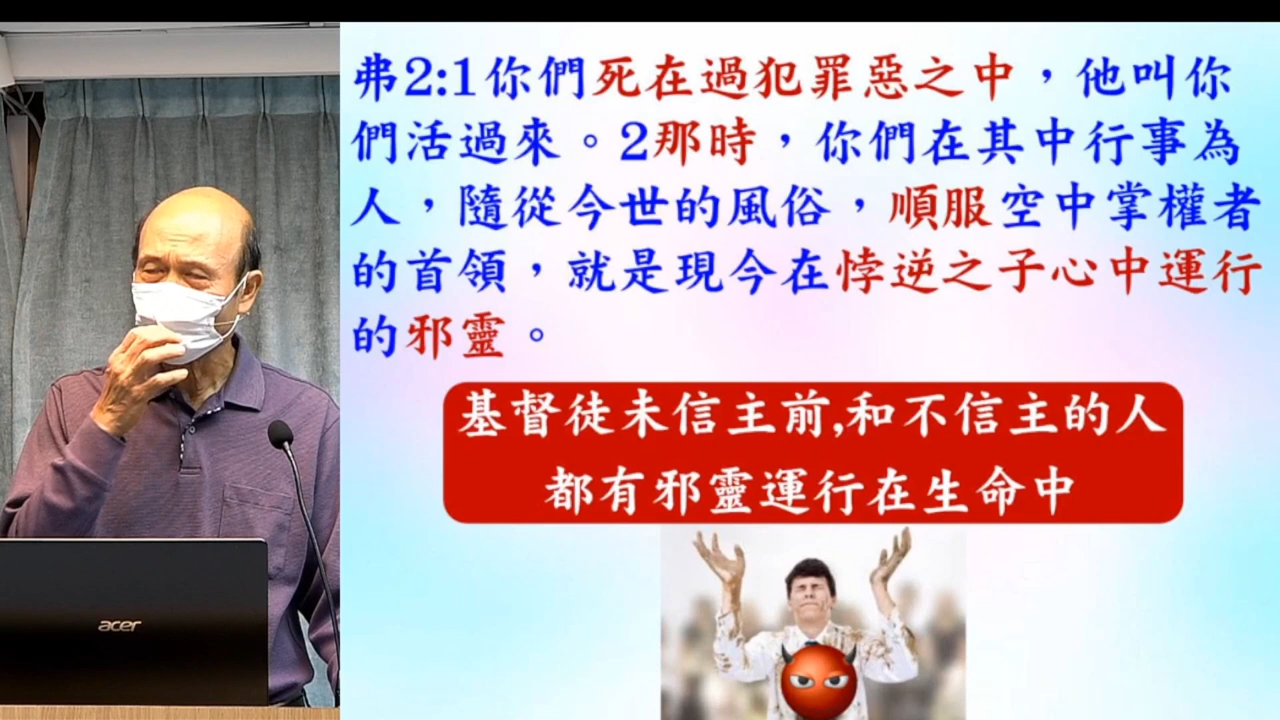 弗2:1你們死在過犯罪惡之中，他叫你
們活過來。2那時，你們在其中行事為
人，隨從今世的風俗，順服空中掌權者
的首領，就是現今在悖逆之子心中運行
的邪靈。
基督徒未信主前,和不信主的人
都有邪靈運行在生命中
acer